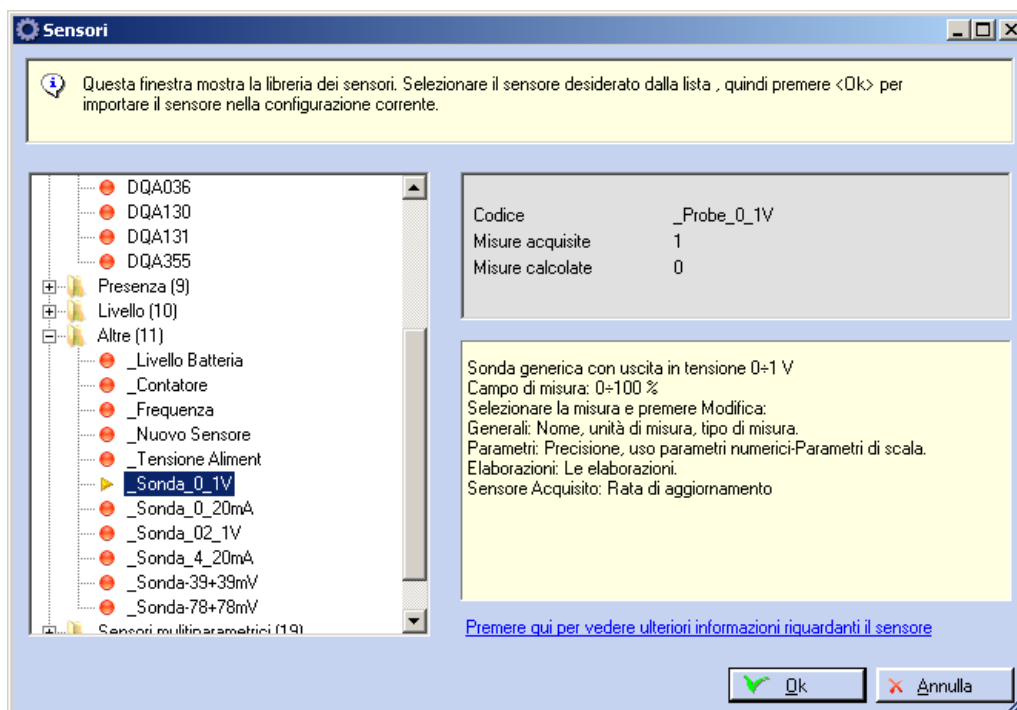 Sensori
Questa finestra mostra la libreria dei sensori. Selezionare il sensore desiderato dalla lista , quindi premere <Ok> per
importare il sensore nella configurazione corrente.
DQA036
DQA130
DQA131
DQA355
Presenza (9)
Livello (10)
Altre (11)
_Livello Batteria
_Contatore
_Frequenza
_Nuovo Sensore
_Tensione Aliment
_Sonda_0_1V
_Sonda_0_20mA
_Sonda_02_1V
_Sonda_4_20mA
_Sonda-39+39mV
_Sonda-78+78mV
Sensori mulitiparametrici (19)
Codice _Probe_0_1V
Misure acquisite 1
Misure calcolate 0
Sonda generica con uscita in tensione 0÷1 V
Campo di misura: 0÷100 %
Selezionare la misura e premere Modifica:
Generali: Nome, unità di misura, tipo di misura.
Parametri: Precisione, uso parametri numerici-Parametri di scala.
Elaborazioni: Le elaborazioni.
Sensore Acquisito: Rata di aggiornamento
Premere qui per vedere ulteriori informazioni riguardanti il sensore
Ok
Annulla